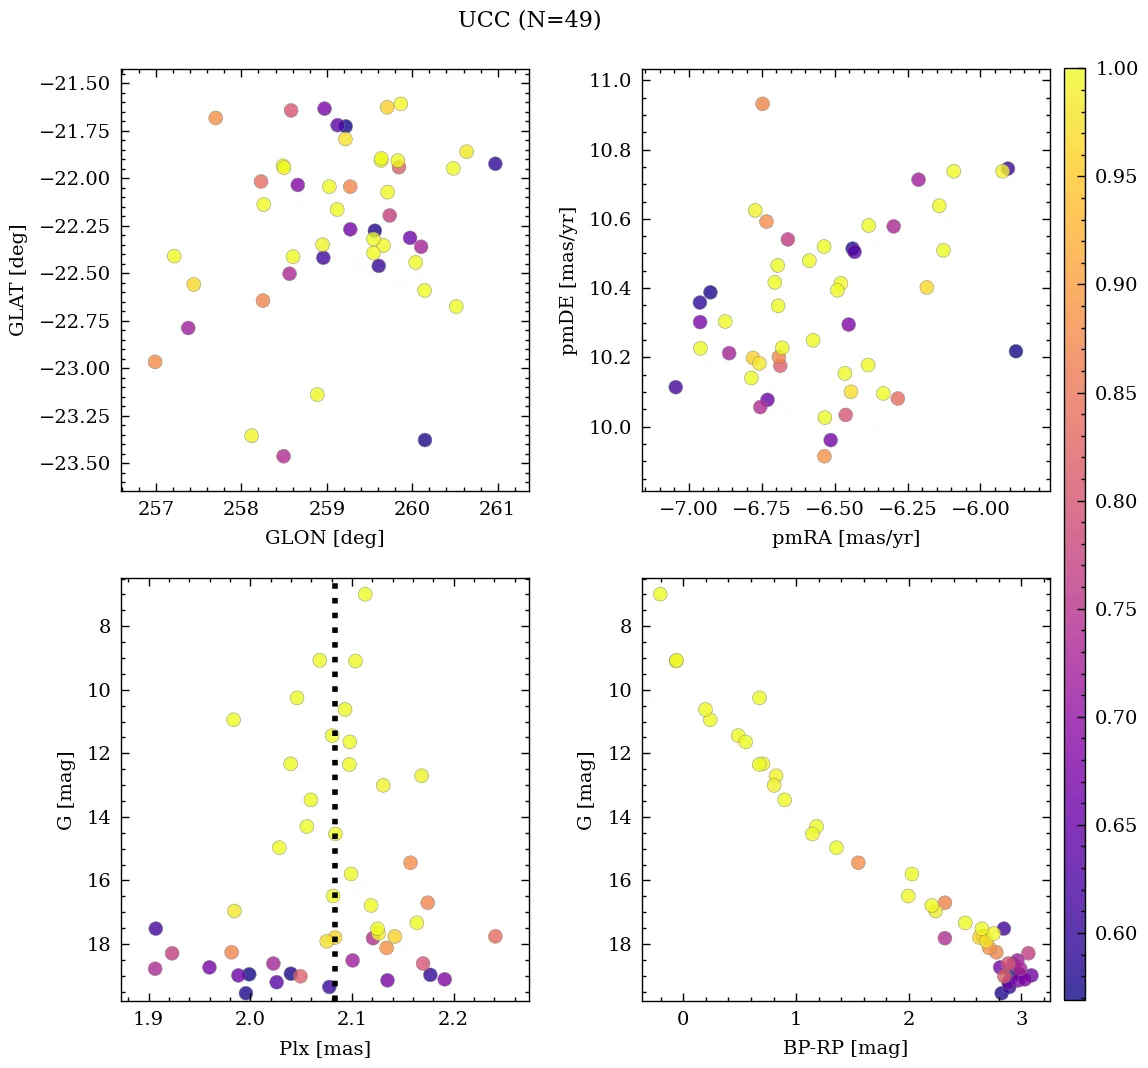 UCC (N=49)
−21.50
−21.75
−22.00
−22.25
−22.50
−22.75
−23.00
−23.25
−23.50
GLAT [deg]
257 258 259 260 261
GLON [deg]
11.0
10.8
10.6
10.4
10.2
10.0
pmDE [mas/yr]
−7.00 −6.75 −6.50 −6.25 −6.00
pmRA [mas/yr]
8
10
12
14
16
18
G [mag]
1.9 2.0 2.1 2.2
Plx [mas]
8
10
12
14
16
18
G [mag]
0 1 2 3
BP-RP [mag]
1.00
0.95
0.90
0.85
0.80
0.75
0.70
0.65
0.60